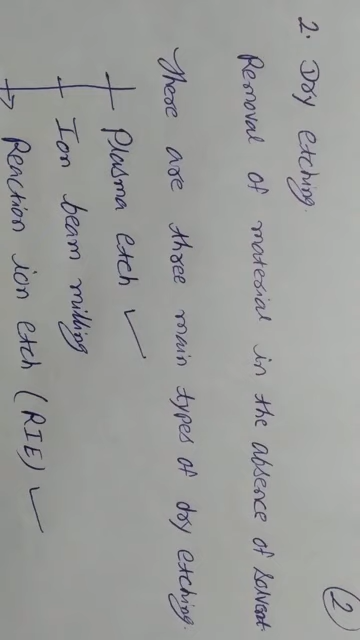 (2)
2. Dry etching.
Removal of material in the absence of solvent
There are three main types of dry etching.
Plasma etch ✓
Ion beam milling
Reaction ion etch (RIE) ✓